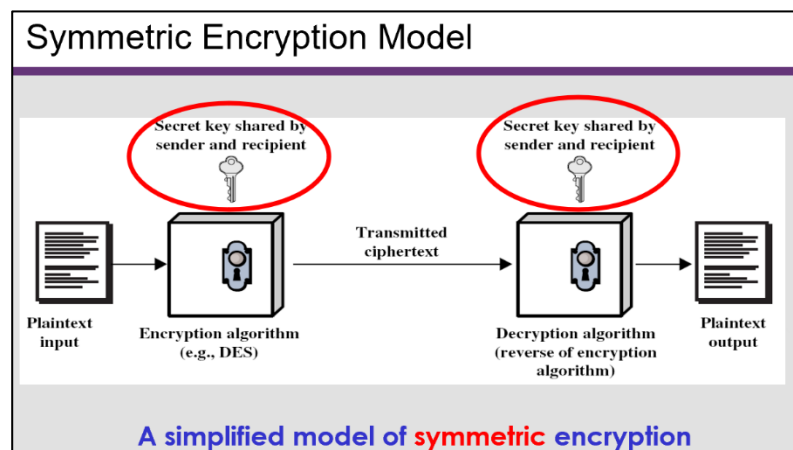 Symmetric Encryption Model
Secret key shared by
sender and recipient
Secret key shared by
sender and recipient
Transmitted
ciphertext
Plaintext
input
Encryption algorithm
(e.g., DES)
Decryption algorithm
(reverse of encryption
algorithm)
Plaintext
output
A simplified model of symmetric encryption